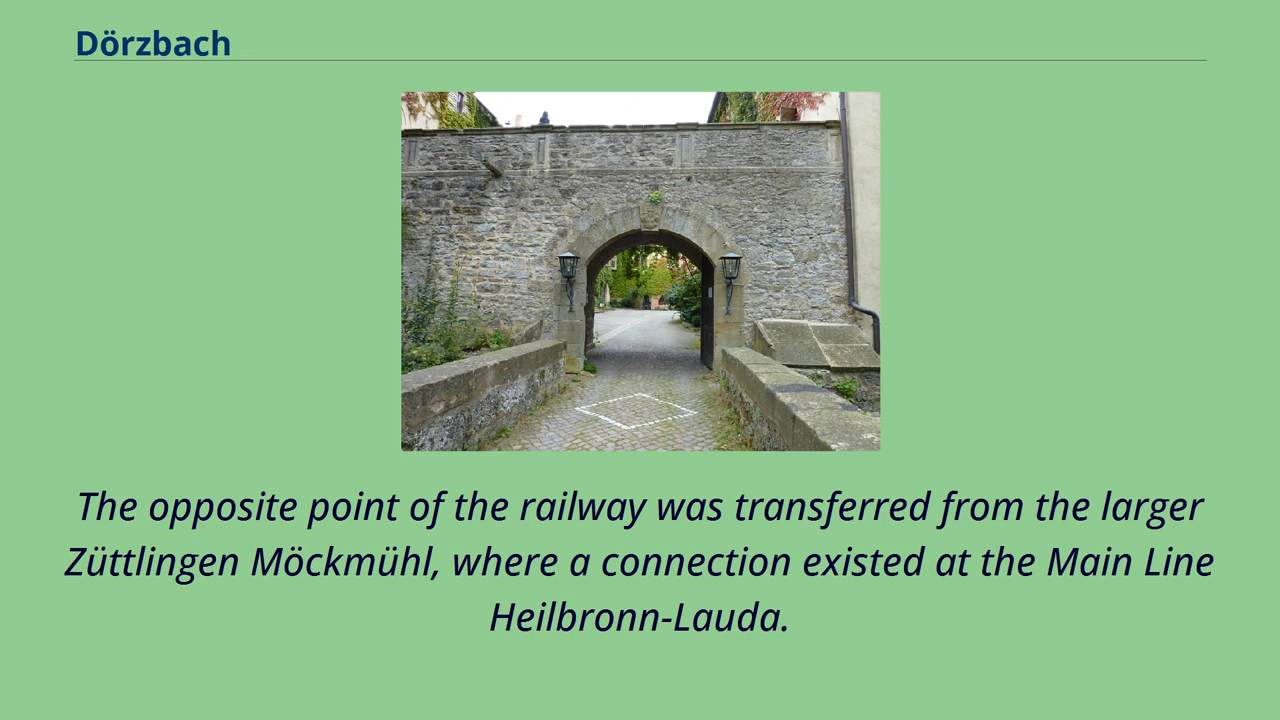 Dörzbach
The opposite point of the railway was transferred from the larger
Züttlingen Möckmühl, where a connection existed at the Main Line
Heilbronn-Lauda.